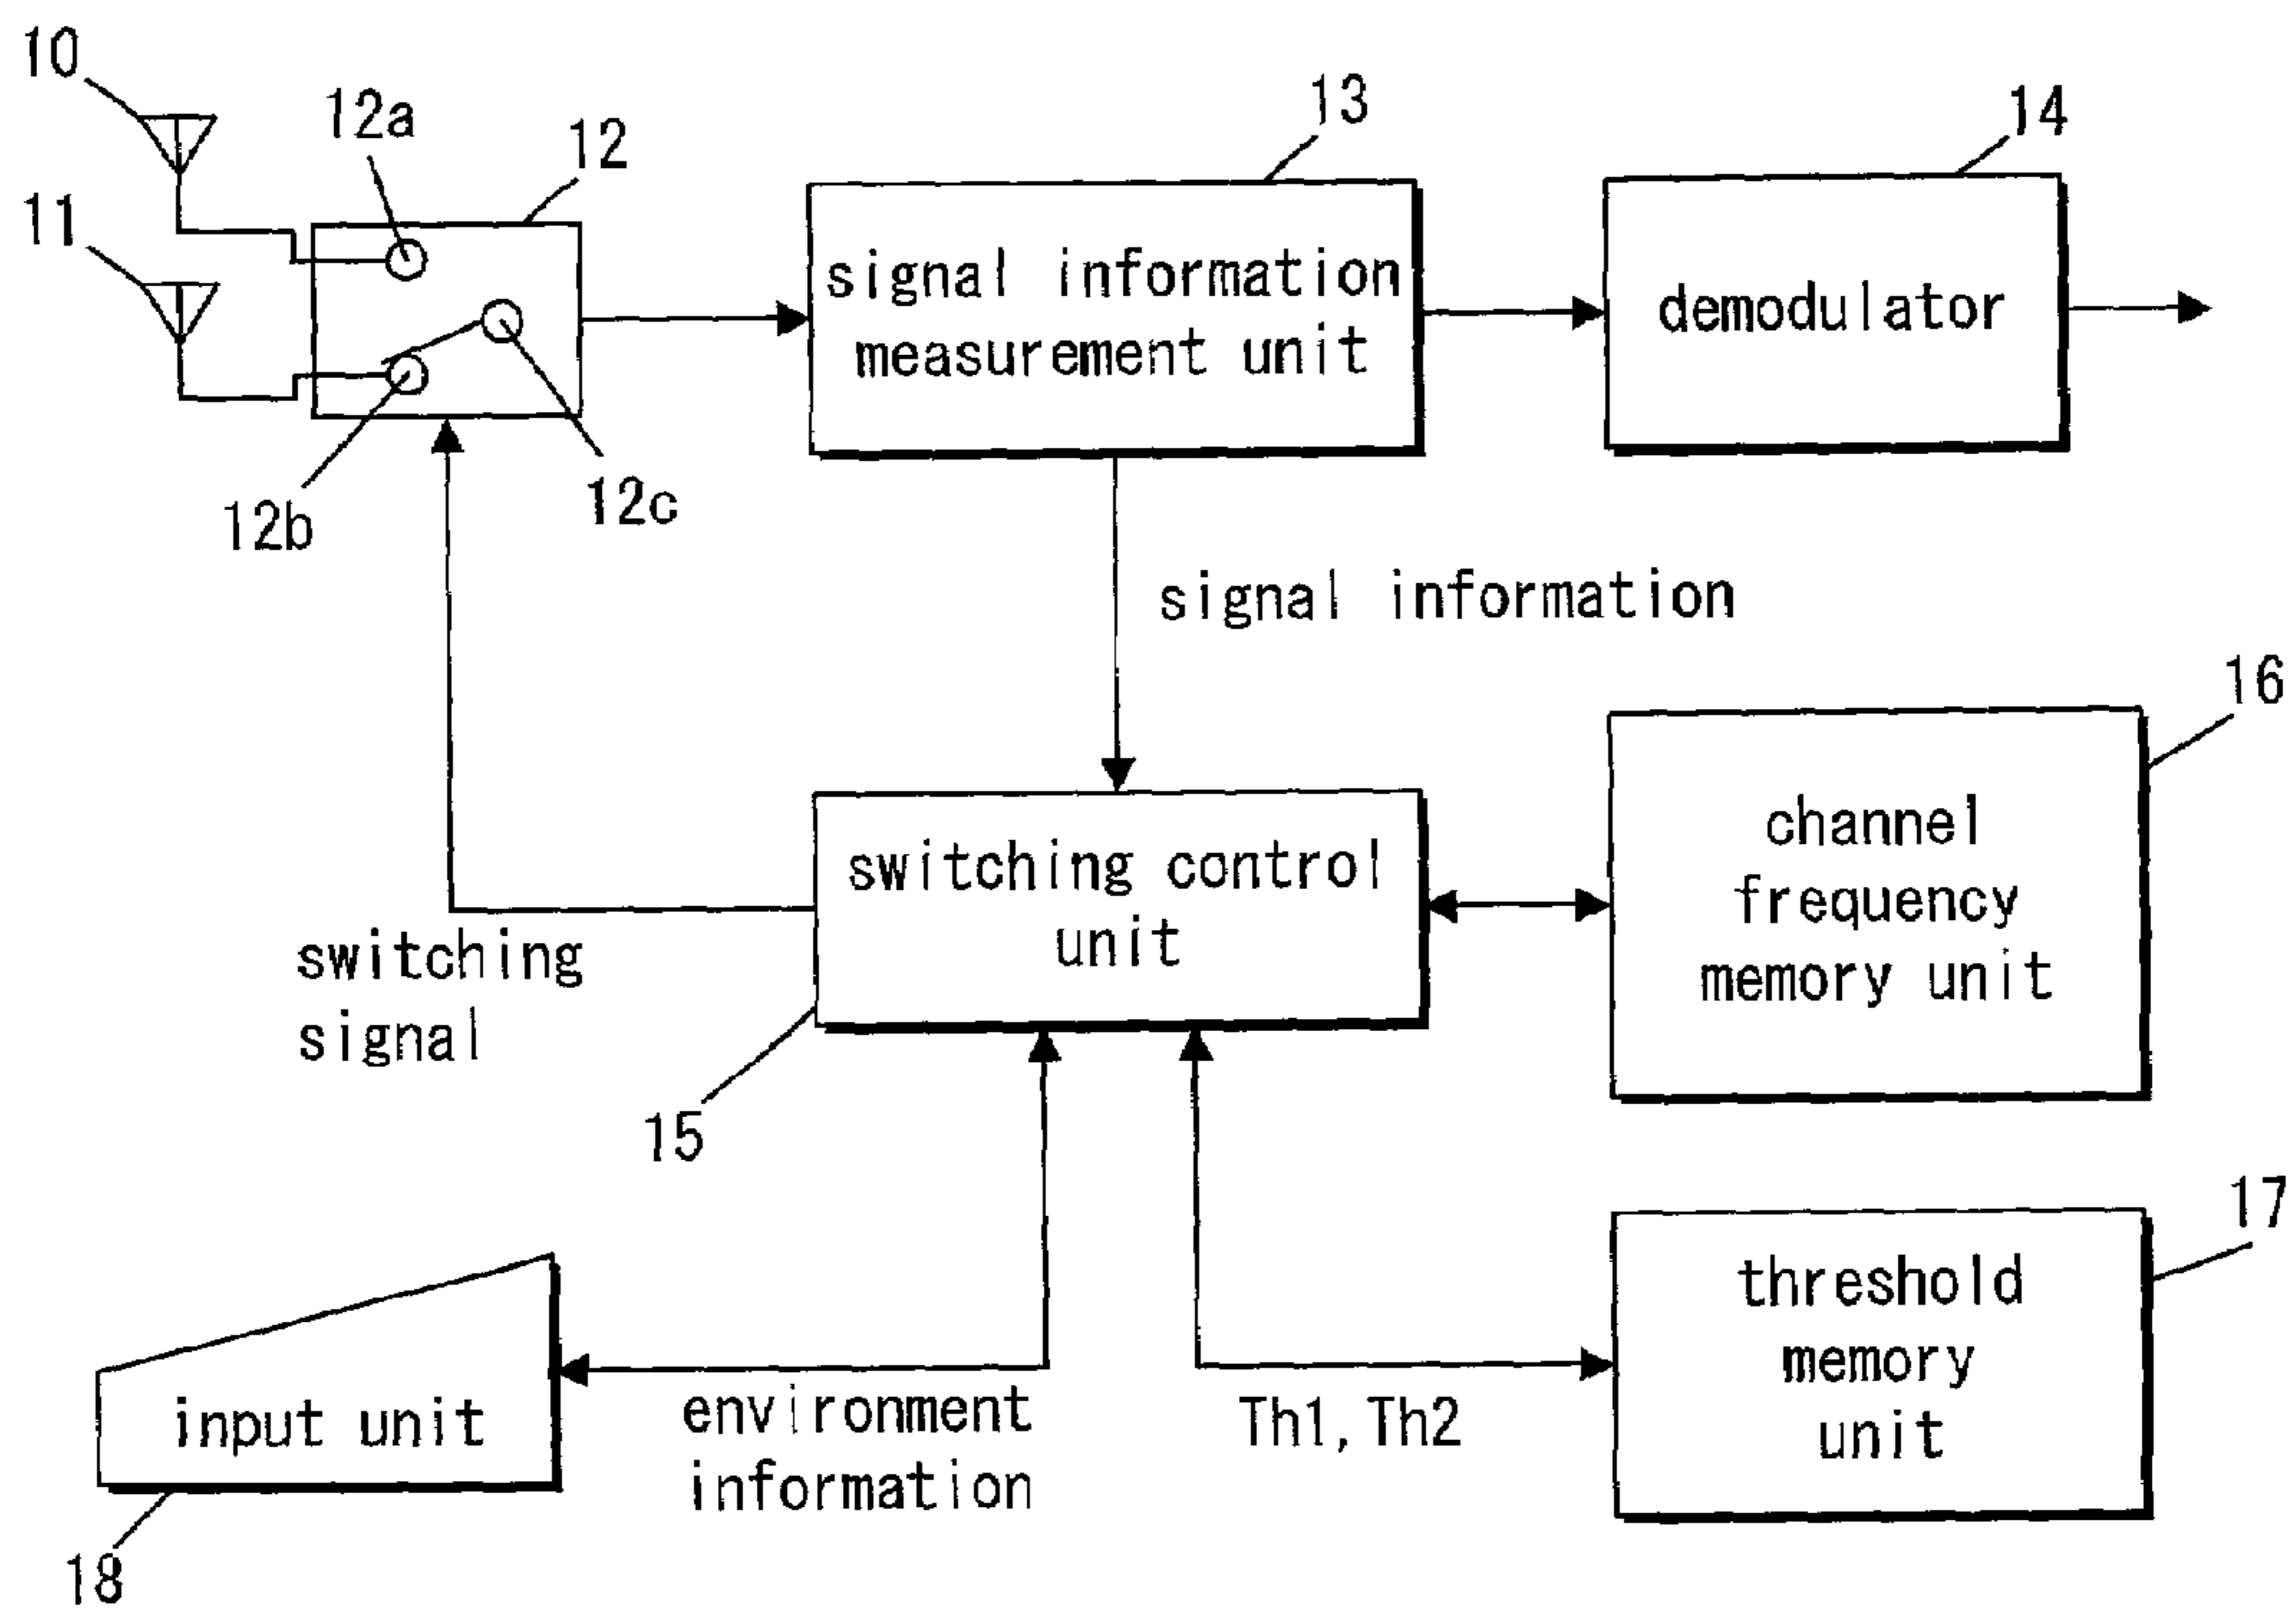 10
12a
12
13
14
11
signal information
measurement unit
demodulator
12b
12c
signal information
16
channel
frequency
memory unit
switching control
unit
switching
signal
15
17
threshold
memory
unit
input unit
environment
information
Th1, Th2
18